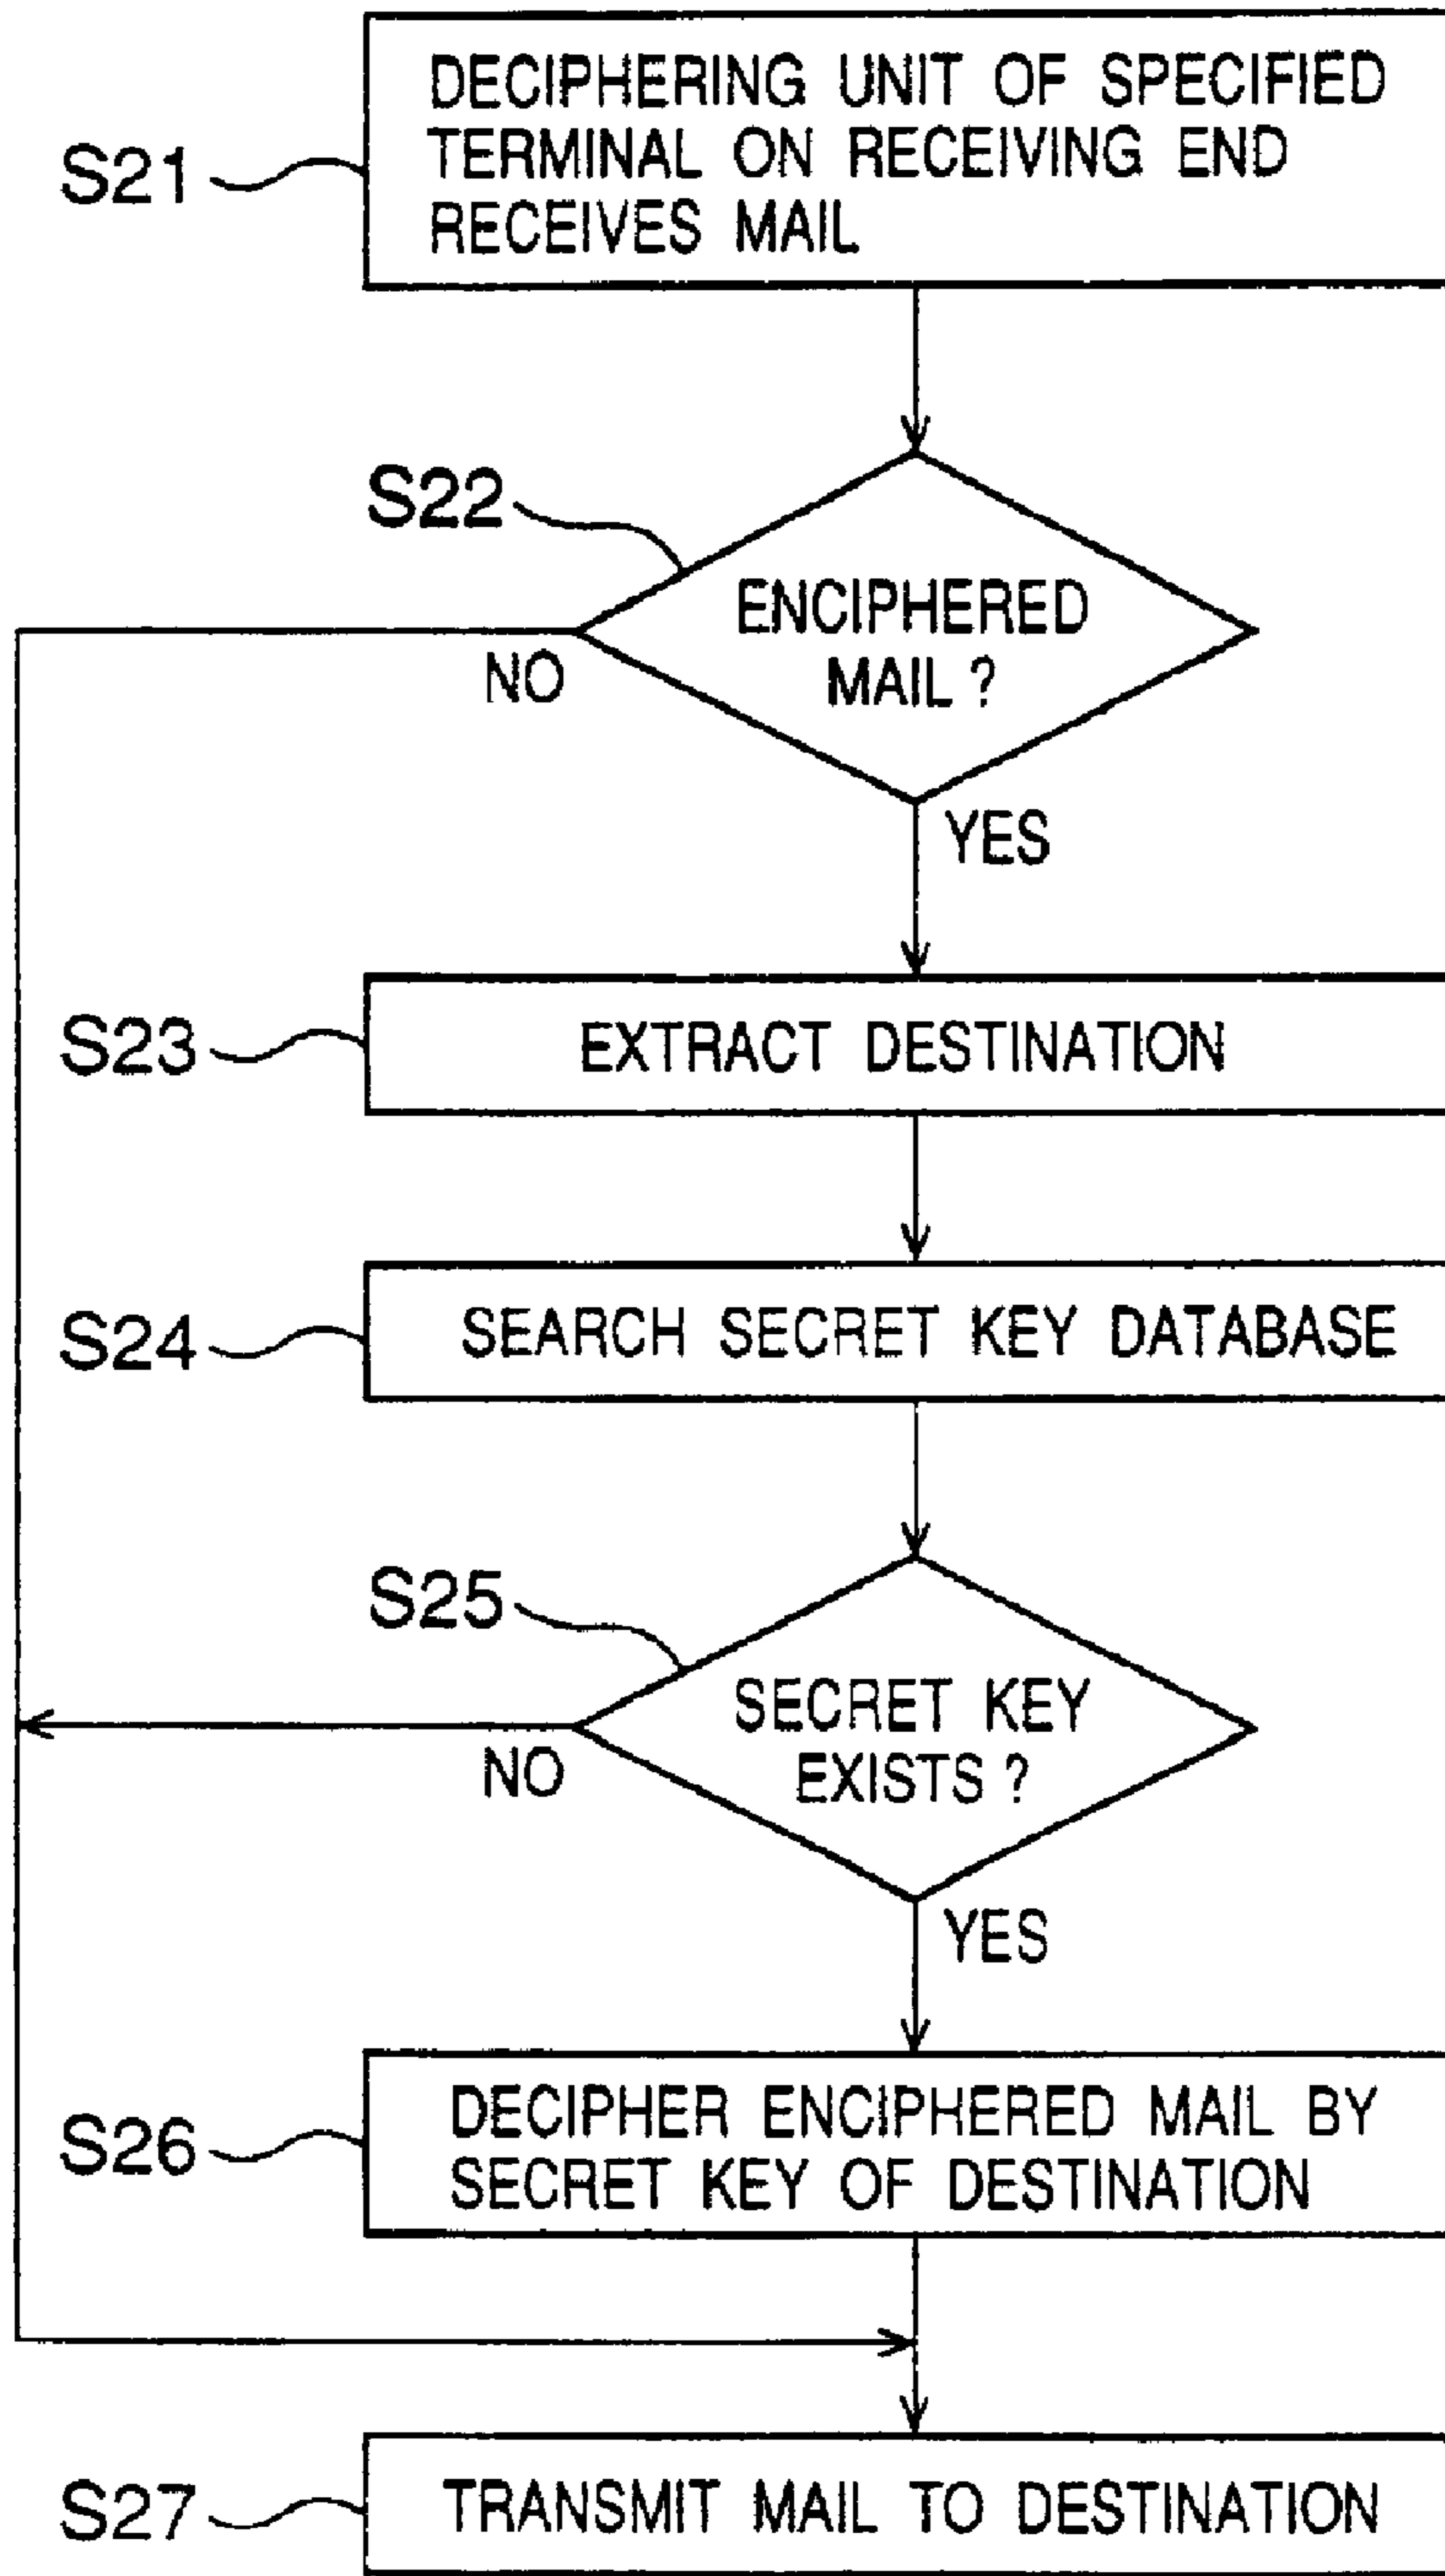 S21
DECIPHERING UNIT OF SPECIFIED
TERMINAL ON RECEIVING END
RECEIVES MAIL
S22
ENCIPHERED
MAIL ?
NO
YES
S23
EXTRACT DESTINATION
S24
SEARCH SECRET KEY DATABASE
S25
SECRET KEY
EXISTS ?
NO
YES
S26
DECIPHER ENCIPHERED MAIL BY
SECRET KEY OF DESTINATION
S27
TRANSMIT MAIL TO DESTINATION